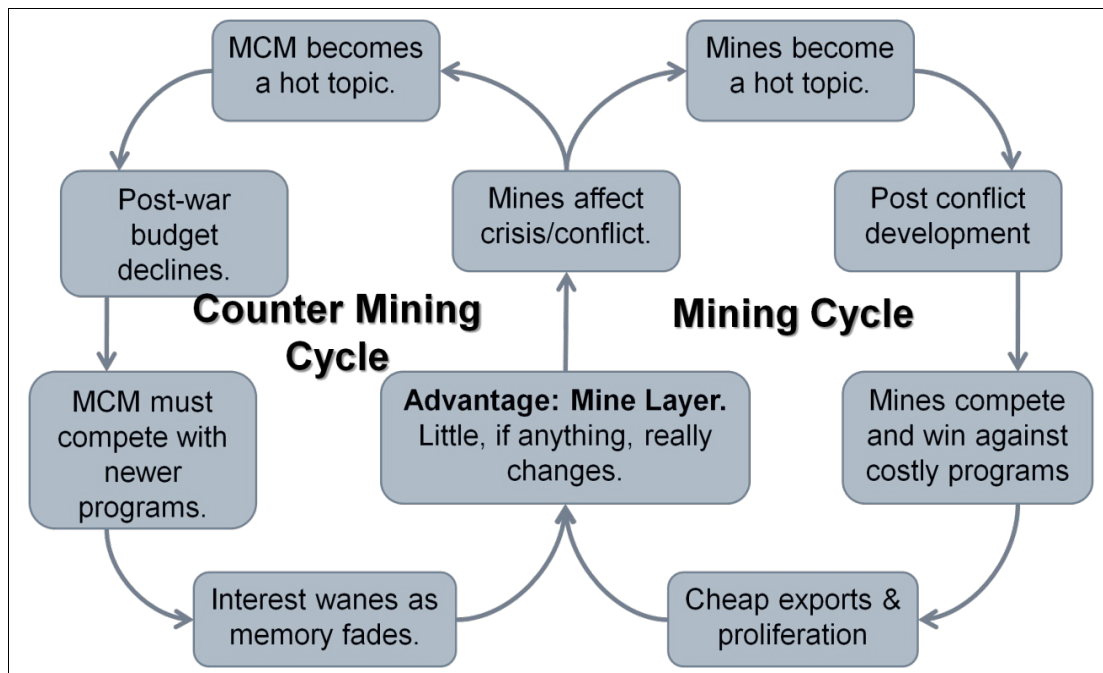 MCM becomes
a hot topic.
Mines become
a hot topic.
Post-war
budget
declines.
Mines affect
crisis/conflict.
Post conflict
development
Counter Mining
Cycle
Mining Cycle
MCM must
compete with
newer
programs.
Advantage: Mine Layer.
Little, if anything, really
changes.
Mines compete
and win against
costly programs
Interest wanes as
memory fades.
Cheap exports &
proliferation